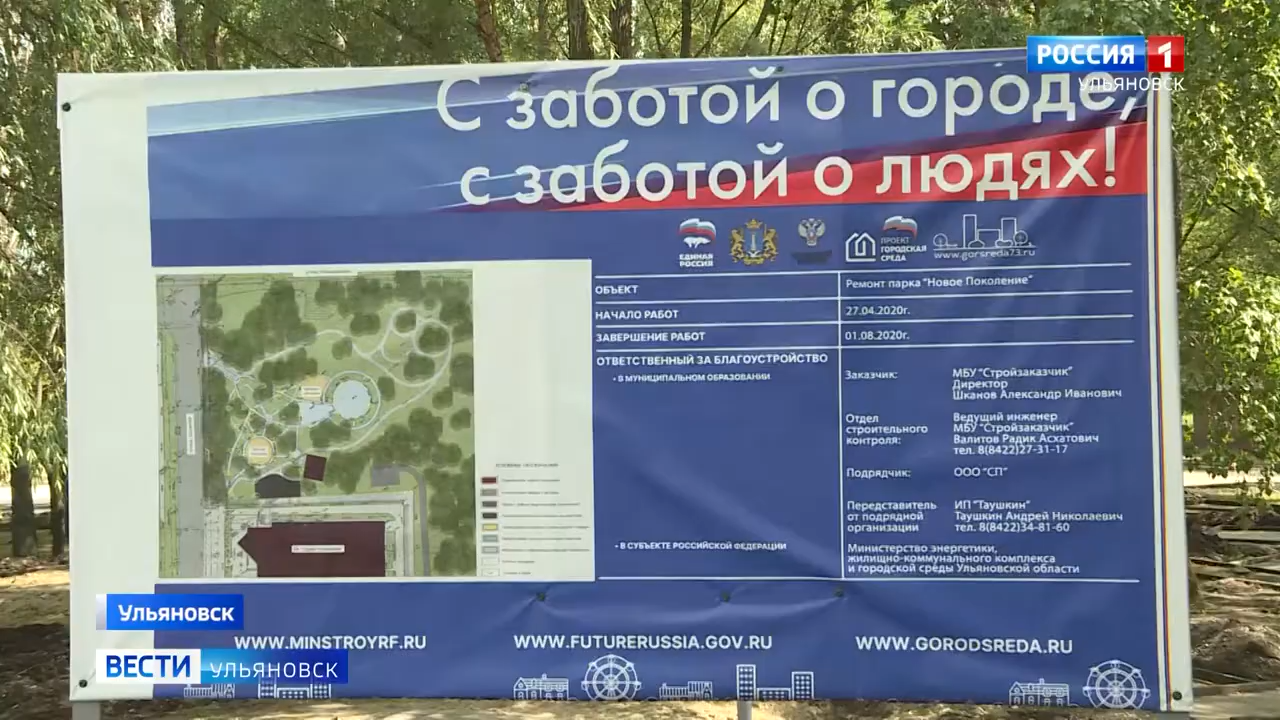 РОССИЯ 1
УЛЬЯНОВСК
С заботой о городе,
с заботой о людях!
ЕДИНАЯ
РОССИЯ
ПРОЕКТ
ГОРОДСКАЯ
СРЕДА
www.gorsreda73.ru
ОБЪЕКТ
Ремонт парка "Новое Поколение"
НАЧАЛО РАБОТ
27.04.2020г.
ЗАВЕРШЕНИЕ РАБОТ
01.08.2020г.
ОТВЕТСТВЕННЫЙ ЗА БЛАГОУСТРОЙСТВО
• В МУНИЦИПАЛЬНОМ ОБРАЗОВАНИИ
Заказчик:
МБУ "Стройзаказчик"
Директор
Шканов Александр Иванович
Отдел
строительного
контроля:
Ведущий инженер
МБУ "Стройзаказчик"
Валитов Радик Асхатович
тел. 8(8422)27-31-17
Подрядчик:
ООО "СП"
Представитель
от подрядной
организации
ИП "Таушкин"
Таушкин Андрей Николаевич
тел. 8(8422)34-81-60
• В СУБЪЕКТЕ РОССИЙСКОЙ ФЕДЕРАЦИИ
Министерство энергетики,
жилищно-коммунального комплекса
и городской среды Ульяновской области
WWW.MINSTROYRF.RU
WWW.FUTURERUSSIA.GOV.RU
WWW.GORODSREDA.RU
Ульяновск
ВЕСТИ УЛЬЯНОВСК